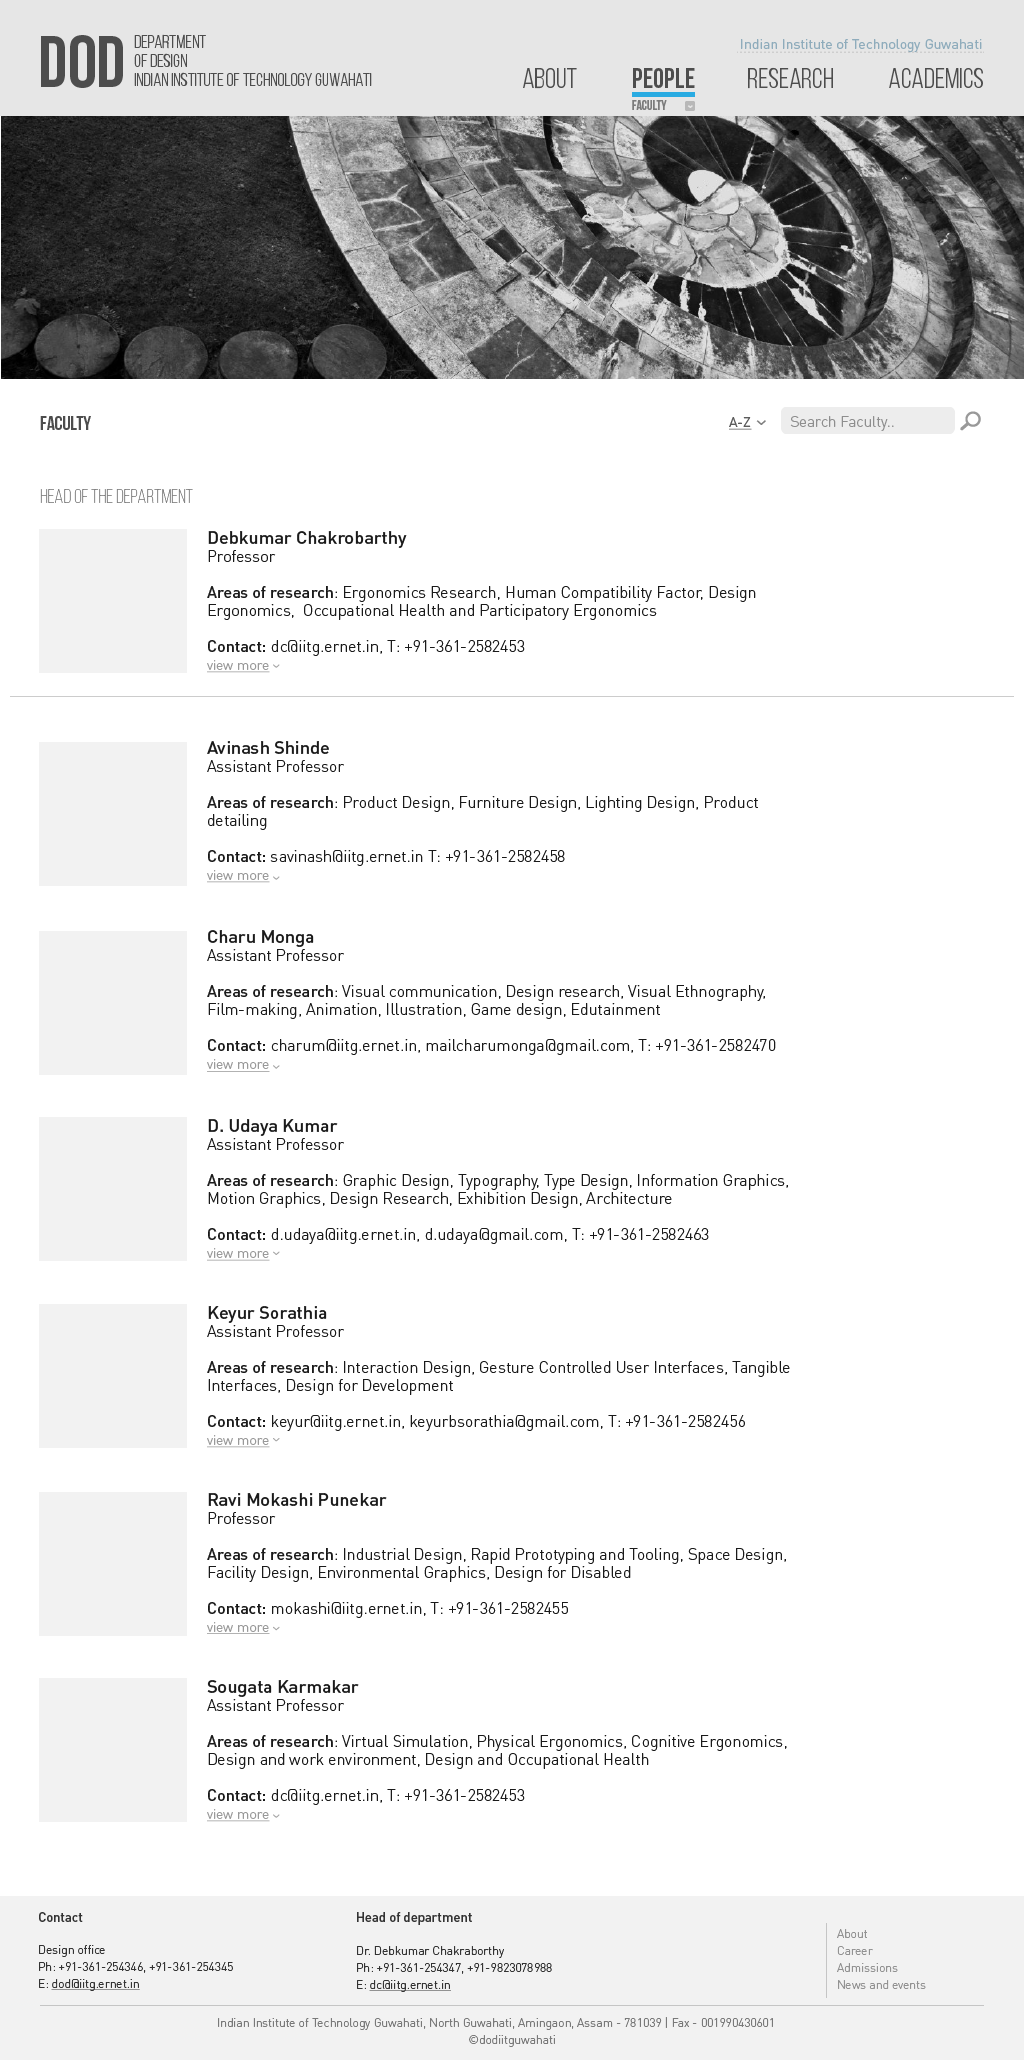 DOD
DEPARTMENT
OF DESIGN
INDIAN INSTITUTE OF TECHNOLOGY GUWAHATI
Indian Institute of Technology Guwahati
ABOUT PEOPLE RESEARCH ACADEMICS
FACULTY
FACULTY
A-Z
Search Faculty..
HEAD OF THE DEPARTMENT
Debkumar Chakrobarthy
Professor
Areas of research: Ergonomics Research, Human Compatibility Factor, Design
Ergonomics, Occupational Health and Participatory Ergonomics
Contact: dc@iitg.ernet.in, T: +91-361-2582453
view more
Avinash Shinde
Assistant Professor
Areas of research: Product Design, Furniture Design, Lighting Design, Product
detailing
Contact: savinash@iitg.ernet.in T: +91-361-2582458
view more
Charu Monga
Assistant Professor
Areas of research: Visual communication, Design research, Visual Ethnography,
Film-making, Animation, Illustration, Game design, Edutainment
Contact: charum@iitg.ernet.in, mailcharumonga@gmail.com, T: +91-361-2582470
view more
D. Udaya Kumar
Assistant Professor
Areas of research: Graphic Design, Typography, Type Design, Information Graphics,
Motion Graphics, Design Research, Exhibition Design, Architecture
Contact: d.udaya@iitg.ernet.in, d.udaya@gmail.com, T: +91-361-2582463
view more
Keyur Sorathia
Assistant Professor
Areas of research: Interaction Design, Gesture Controlled User Interfaces, Tangible
Interfaces, Design for Development
Contact: keyur@iitg.ernet.in, keyurbsorathia@gmail.com, T: +91-361-2582456
view more
Ravi Mokashi Punekar
Professor
Areas of research: Industrial Design, Rapid Prototyping and Tooling, Space Design,
Facility Design, Environmental Graphics, Design for Disabled
Contact: mokashi@iitg.ernet.in, T: +91-361-2582455
view more
Sougata Karmakar
Assistant Professor
Areas of research: Virtual Simulation, Physical Ergonomics, Cognitive Ergonomics,
Design and work environment, Design and Occupational Health
Contact: dc@iitg.ernet.in, T: +91-361-2582453
view more
Contact
Design office
Ph: +91-361-254346, +91-361-254345
E: dod@iitg.ernet.in
Head of department
Dr. Debkumar Chakraborthy
Ph: +91-361-254347, +91-9823078988
E: dc@iitg.ernet.in
About
Career
Admissions
News and events
Indian Institute of Technology Guwahati, North Guwahati, Amingaon, Assam - 781039 | Fax - 001990430601
©dodiitguwahati